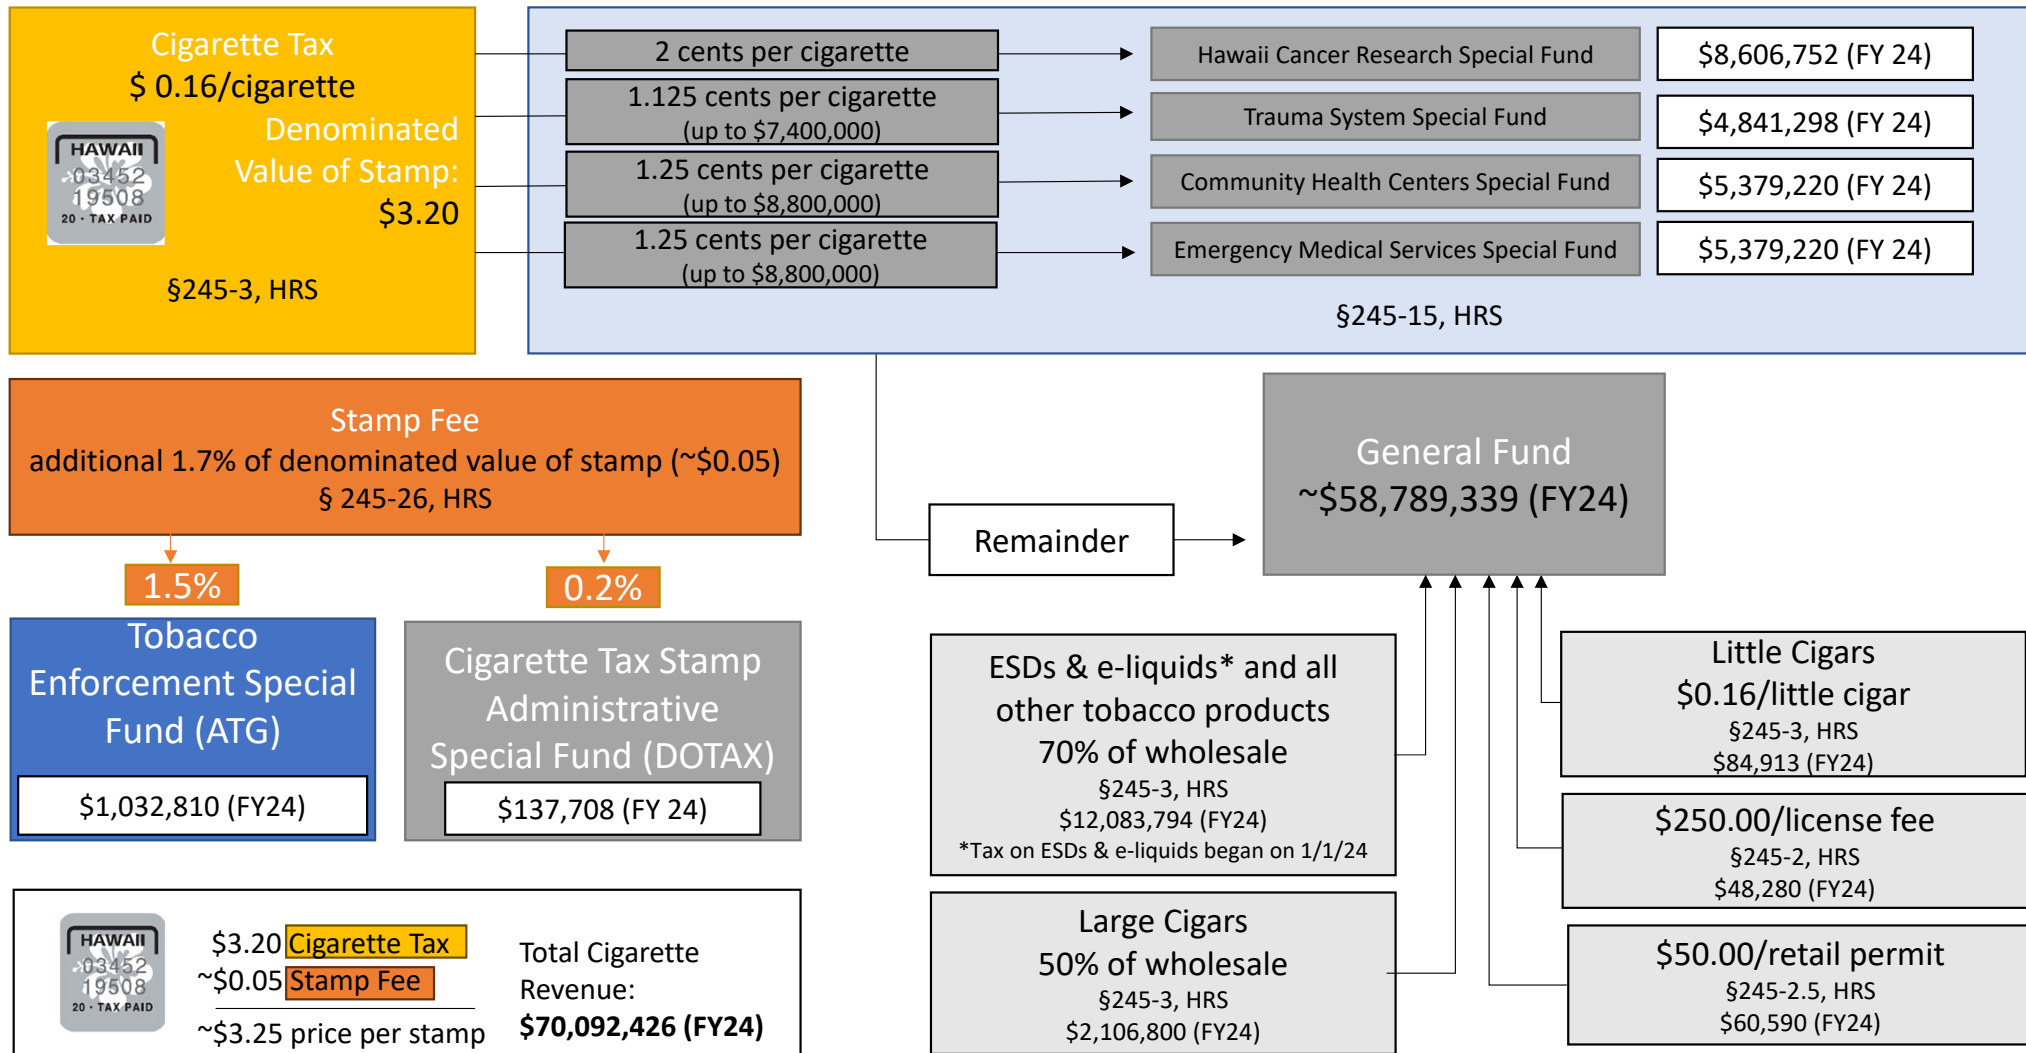 Cigarette Tax
$ 0.16/cigarette
HAWAII
03452
19508
20 · TAX PAID
Denominated
Value of Stamp:
$3.20
§245-3, HRS
2 cents per cigarette
Hawaii Cancer Research Special Fund
$8,606,752 (FY 24)
1.125 cents per cigarette
(up to $7,400,000)
Trauma System Special Fund
$4,841,298 (FY 24)
1.25 cents per cigarette
(up to $8,800,000)
Community Health Centers Special Fund
$5,379,220 (FY 24)
1.25 cents per cigarette
(up to $8,800,000)
Emergency Medical Services Special Fund
$5,379,220 (FY 24)
§245-15, HRS
Stamp Fee
additional 1.7% of denominated value of stamp (~$0.05)
§ 245-26, HRS
1.5%
0.2%
Tobacco
Enforcement Special
Fund (ATG)
$1,032,810 (FY24)
Cigarette Tax Stamp
Administrative
Special Fund (DOTAX)
$137,708 (FY 24)
Remainder
General Fund
~$58,789,339 (FY24)
ESDs & e-liquids* and all
other tobacco products
70% of wholesale
§245-3, HRS
$12,083,794 (FY24)
*Tax on ESDs & e-liquids began on 1/1/24
Large Cigars
50% of wholesale
§245-3, HRS
$2,106,800 (FY24)
Little Cigars
$0.16/little cigar
§245-3, HRS
$84,913 (FY24)
$250.00/license fee
§245-2, HRS
$48,280 (FY24)
$50.00/retail permit
§245-2.5, HRS
$60,590 (FY24)
HAWAII
03452
19508
20 · TAX PAID
$3.20 Cigarette Tax
~$0.05 Stamp Fee
~$3.25 price per stamp
Total Cigarette
Revenue:
$70,092,426 (FY24)